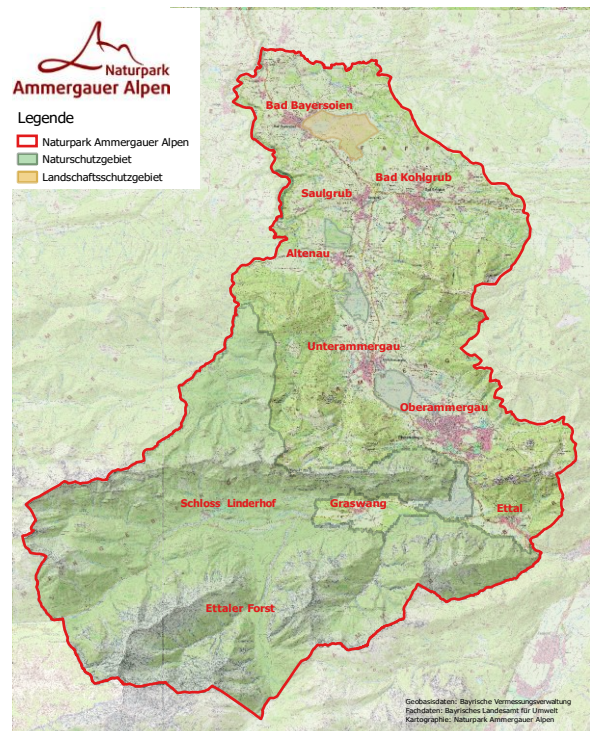 Naturpark
Ammergauer Alpen
Legende
Naturpark Ammergauer Alpen
Naturschutzgebiet
Landschaftsschutzgebiet
Bad Bayersoien
Bad Kohlgrub
Saulgrub
Altenau
Unterammergau
Oberammergau
Schloss Linderhof
Graswang
Ettal
Ettaler Forst
Geobasisdaten: Bayrische Vermessungsverwaltung
Fachdaten: Bayrisches Landesamt für Umwelt
Kartographie: Naturpark Ammergauer Alpen